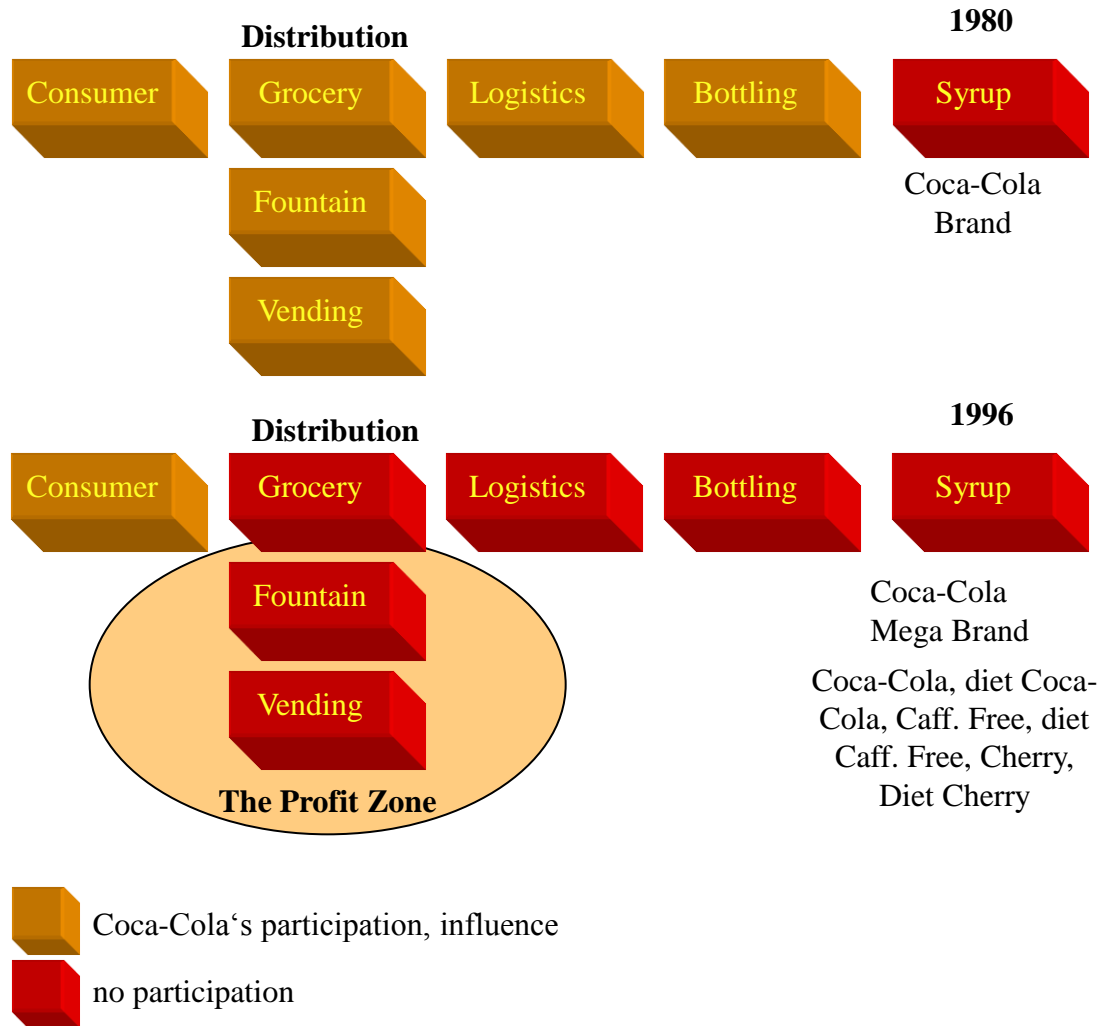 1980
Distribution
Consumer
Grocery
Logistics
Bottling
Syrup
Coca-Cola
Brand
Fountain
Vending
1996
Distribution
Consumer
Grocery
Logistics
Bottling
Syrup
Fountain
Coca-Cola
Mega Brand
Vending
Coca-Cola, diet Coca-
Cola, Caff. Free, diet
Caff. Free, Cherry,
Diet Cherry
The Profit Zone
Coca-Cola‘s participation, influence
no participation